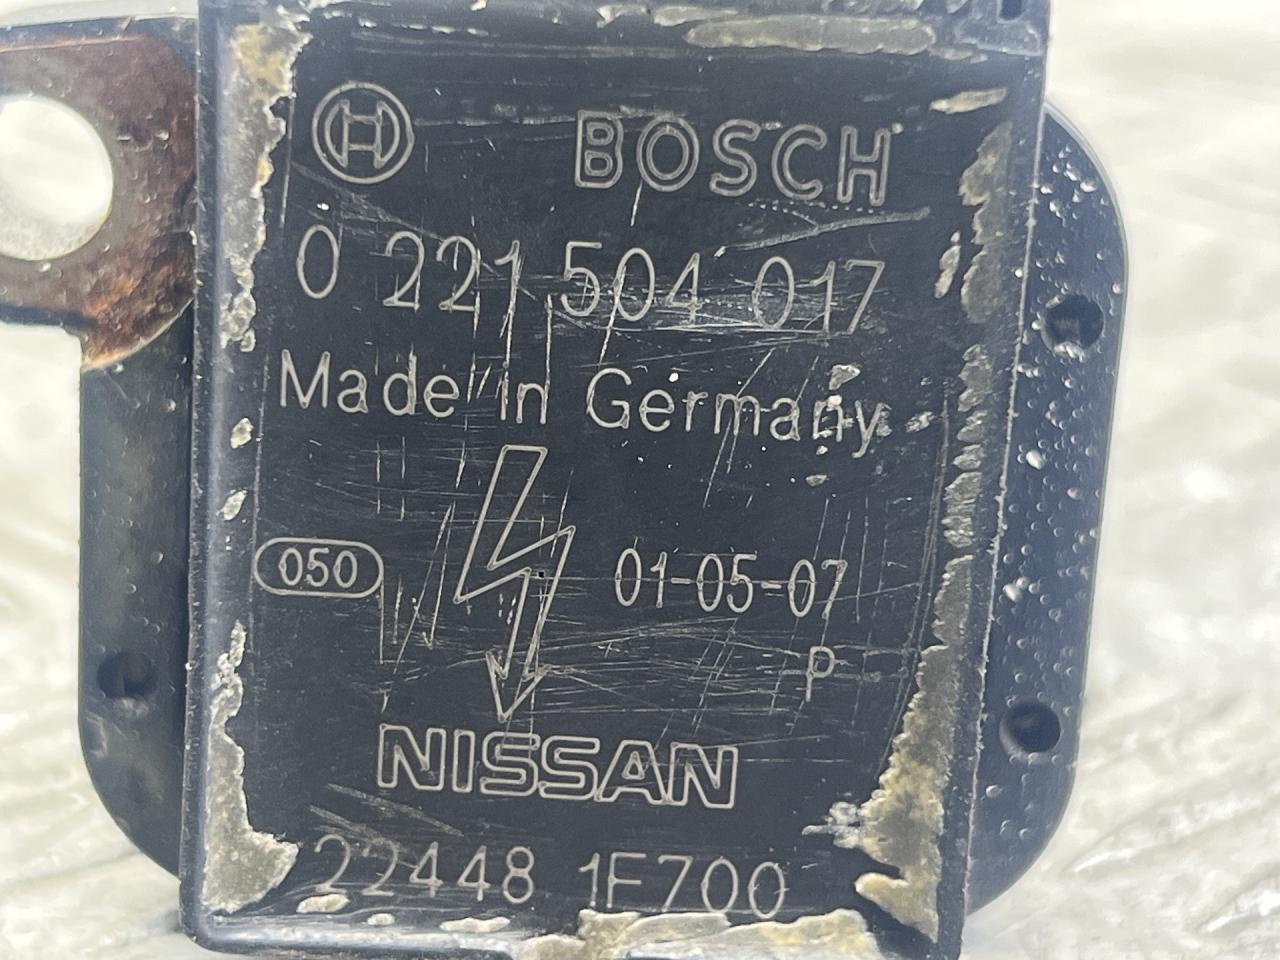 BOSCH
0 221 504 017
Made in Germany
050
01-05-07
P
NISSAN
22448 1F700